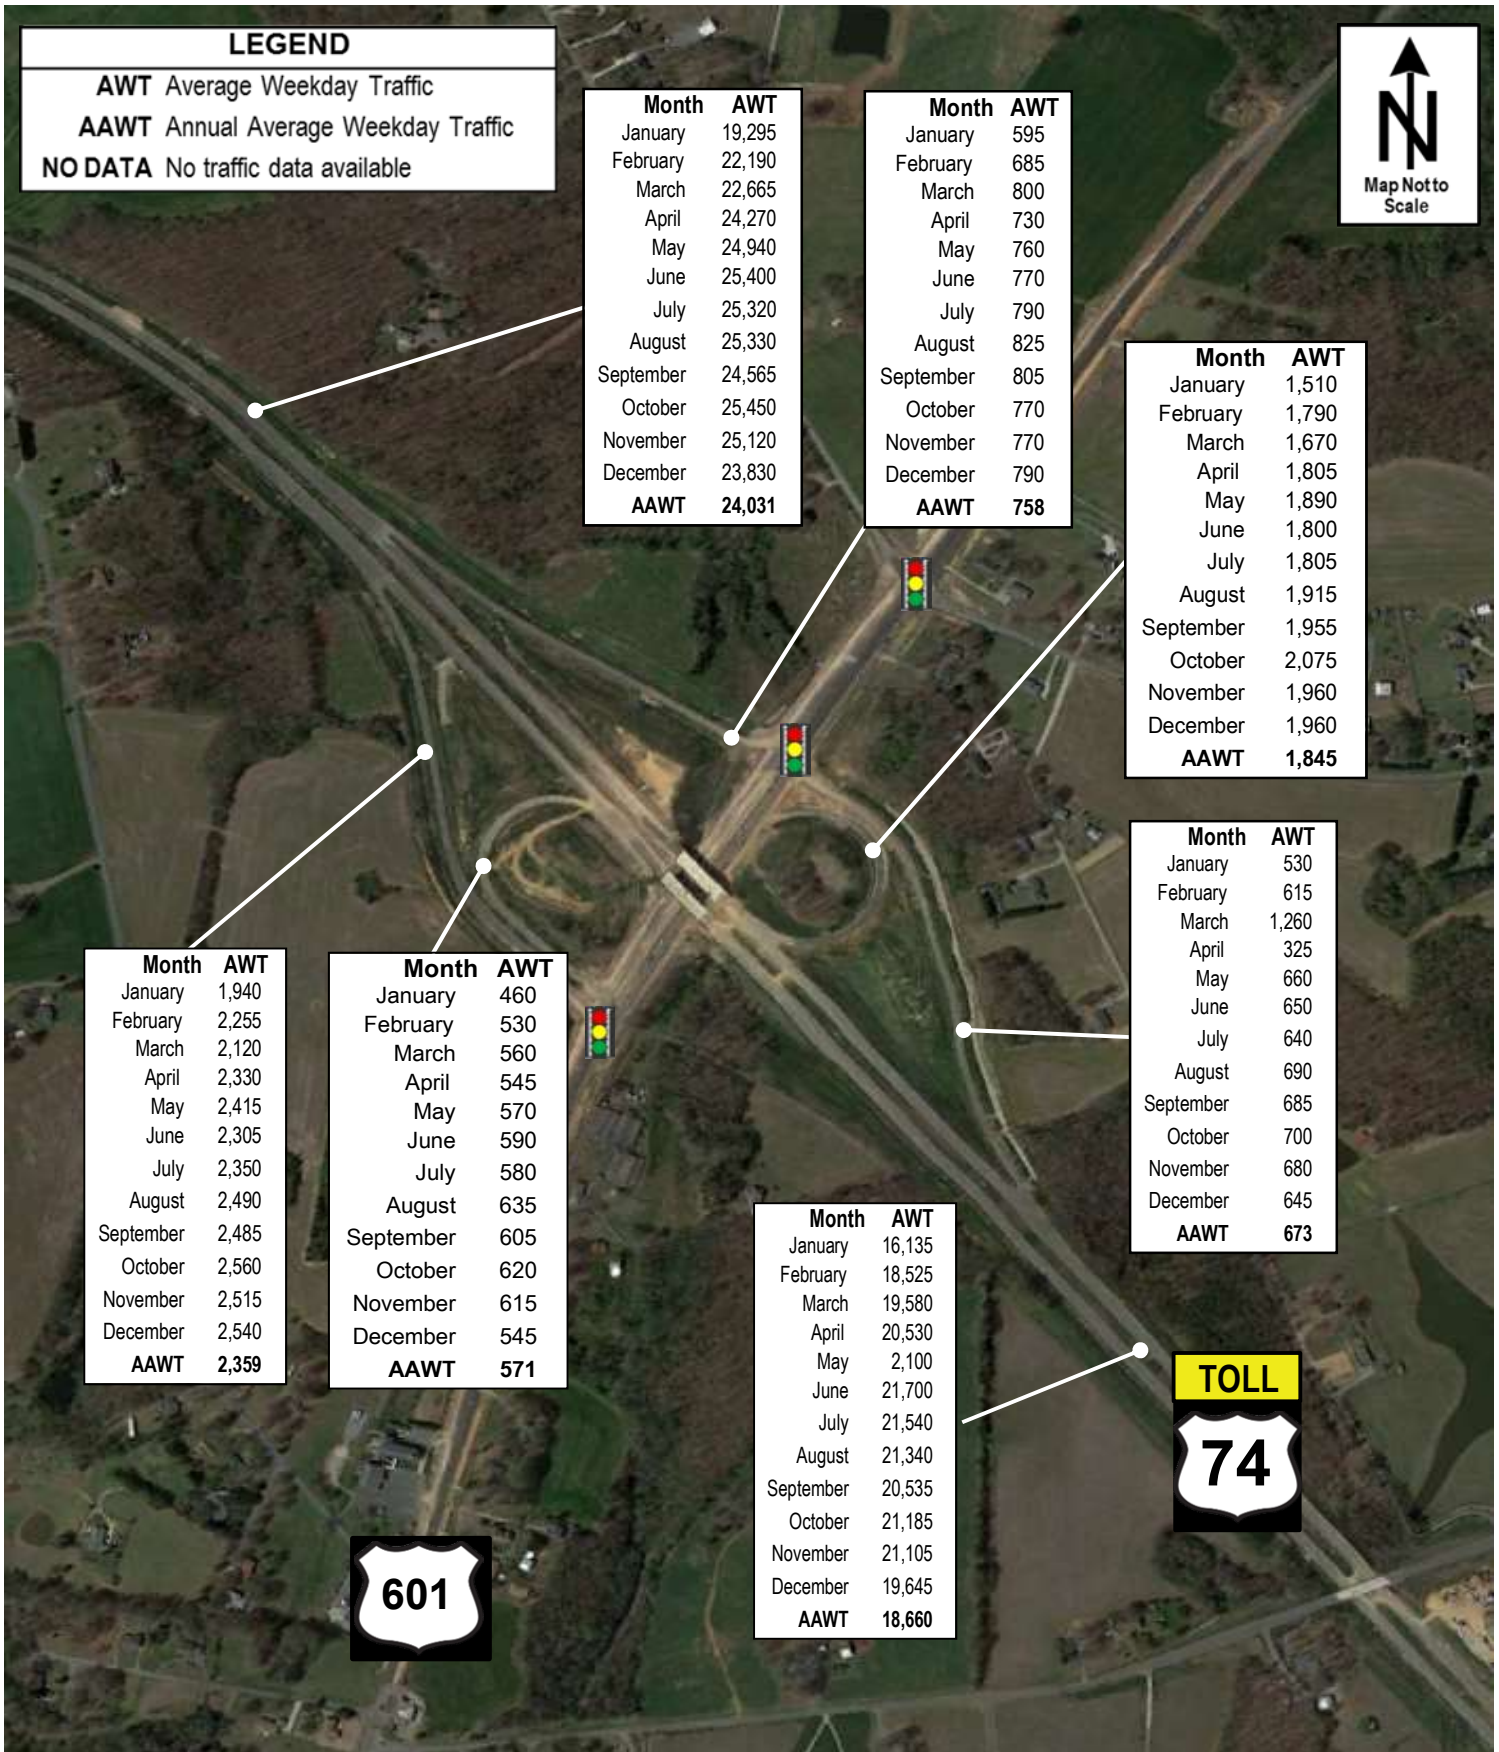 LEGEND
AWT Average Weekday Traffic
AAWT Annual Average Weekday Traffic
NO DATA No traffic data available
N
Map Not to
Scale
Month AWT
January 19,295
February 22,190
March 22,665
April 24,270
May 24,940
June 25,400
July 25,320
August 25,330
September 24,565
October 25,450
November 25,120
December 23,830
AAWT 24,031
Month AWT
January 595
February 685
March 800
April 730
May 760
June 770
July 790
August 825
September 805
October 770
November 770
December 790
AAWT 758
Month AWT
January 1,510
February 1,790
March 1,670
April 1,805
May 1,890
June 1,800
July 1,805
August 1,915
September 1,955
October 2,075
November 1,960
December 1,960
AAWT 1,845
Month AWT
January 530
February 615
March 1,260
April 325
May 660
June 650
July 640
August 690
September 685
October 700
November 680
December 645
AAWT 673
Month AWT
January 1,940
February 2,255
March 2,120
April 2,330
May 2,415
June 2,305
July 2,350
August 2,490
September 2,485
October 2,560
November 2,515
December 2,540
AAWT 2,359
Month AWT
January 460
February 530
March 560
April 545
May 570
June 590
July 580
August 635
September 605
October 620
November 615
December 545
AAWT 571
Month AWT
January 16,135
February 18,525
March 19,580
April 20,530
May 2,100
June 21,700
July 21,540
August 21,340
September 20,535
October 21,185
November 21,105
December 19,645
AAWT 18,660
TOLL
74
601